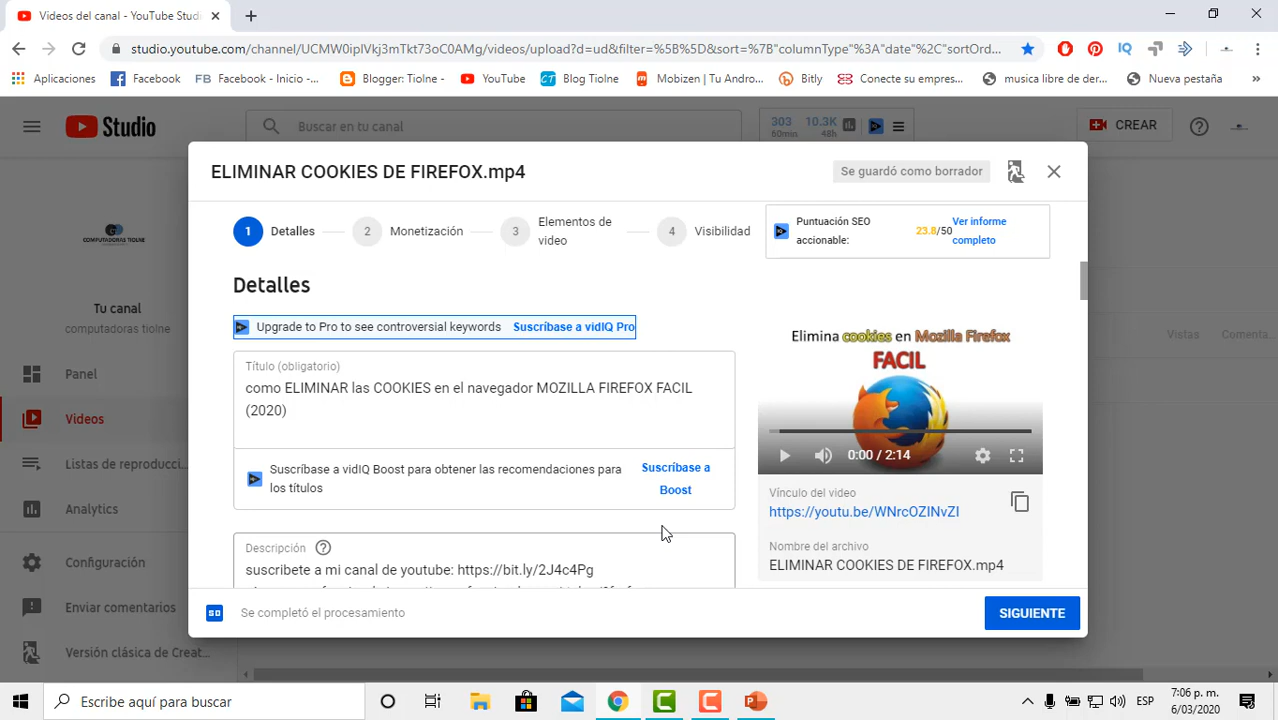 Videos del canal - YouTube Stud
studio.youtube.com/channel/UCMW0ipIVkj3mTkt73oC0AMg/videos/upload?d=ud&filter=%5B%5D&sort=%7B"columnType"%3A"date"%2C"sortOrd...
Aplicaciones
Facebook
FB Facebook - Inicio -...
Blogger: Tiolne -...
YouTube
CT Blog Tiolne
Mobizen | Tu Andro...
Bitly
Conecte su empres...
musica libre de der...
Nueva pestaña
»
Studio
Buscar en tu canal
303
60min
10.3K
48h
CREAR
ELIMINAR COOKIES DE FIREFOX.mp4
Se guardó como borrador
1 Detalles
2 Monetización
3 Elementos de
video
4 Visibilidad
Puntuación SEO
accionable:
23.8/50
Ver informe
completo
Detalles
Upgrade to Pro to see controversial keywords Suscríbase a vidIQ Pro
Título (obligatorio)
como ELIMINAR las COOKIES en el navegador MOZILLA FIREFOX FACIL
(2020)
Suscríbase a vidIQ Boost para obtener las recomendaciones para
los títulos
Suscríbase a
Boost
Descripción
suscribete a mi canal de youtube: https://bit.ly/2J4c4Pg
Elimina cookies en Mozilla Firefox
FACIL
0:00 / 2:14
Vínculo del video
https://youtu.be/WNrcOZINvZI
Nombre del archivo
ELIMINAR COOKIES DE FIREFOX.mp4
Se completó el procesamiento
SIGUIENTE
COMPUTADORAS TIOLNE
Tu canal
computadoras tiolne
Panel
Videos
Listas de reproducci...
Analytics
Configuración
Enviar comentarios
Versión clásica de Creat...
Vistas
Comenta...
Escribe aquí para buscar
ESP
7:06 p. m.
6/03/2020